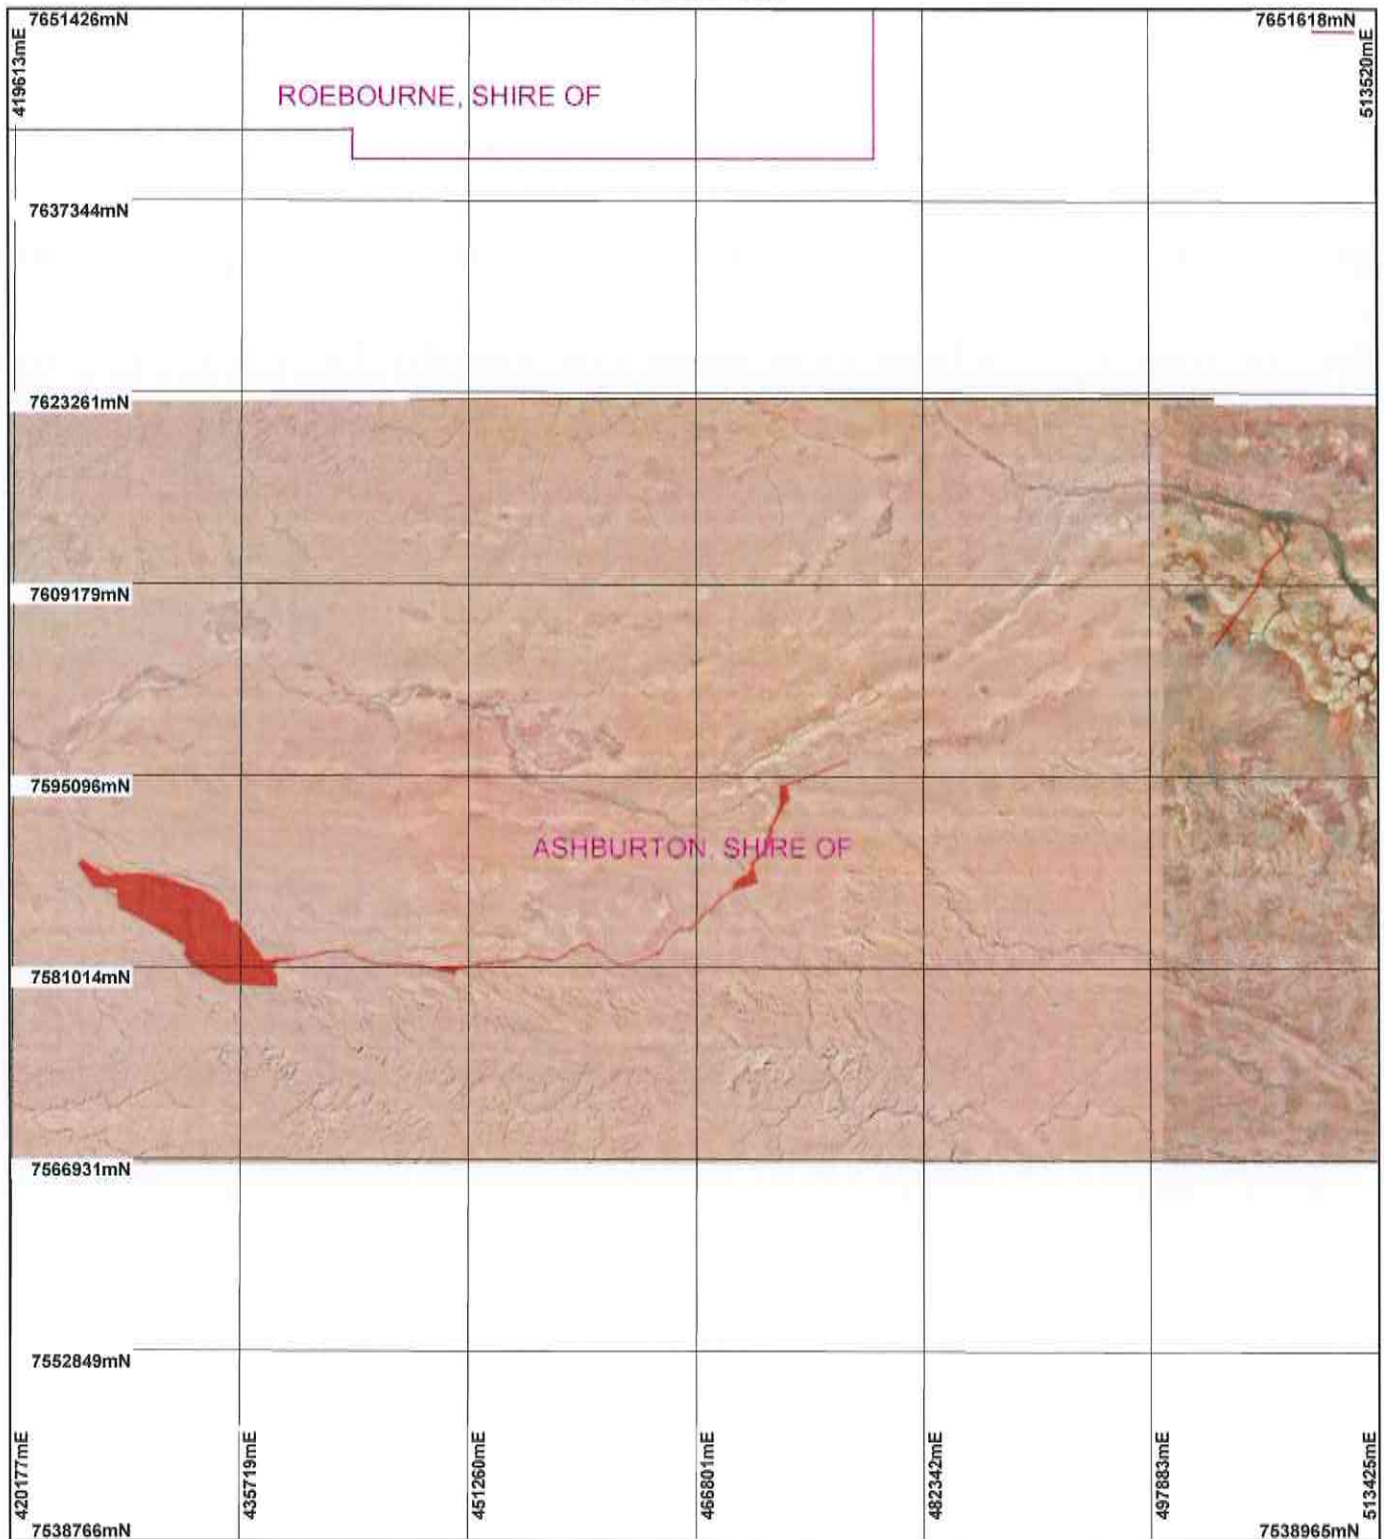 7651426mN
7651618mN
419613mE
513520mE
ROEBOURNE, SHIRE OF
7637344mN
7623261mN
7609179mN
7595096mN
ASHBURTON, SHIRE OF
7581014mN
7566931mN
7552849mN
420177mE
435719mE
451260mE
466801mE
482342mE
497883mE
513425mE
7538766mN
7538965mN